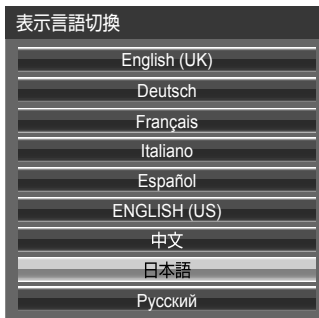 表示言語切換
English (UK)
Deutsch
Français
Italiano
Español
ENGLISH (US)
中文
日本語
Русский